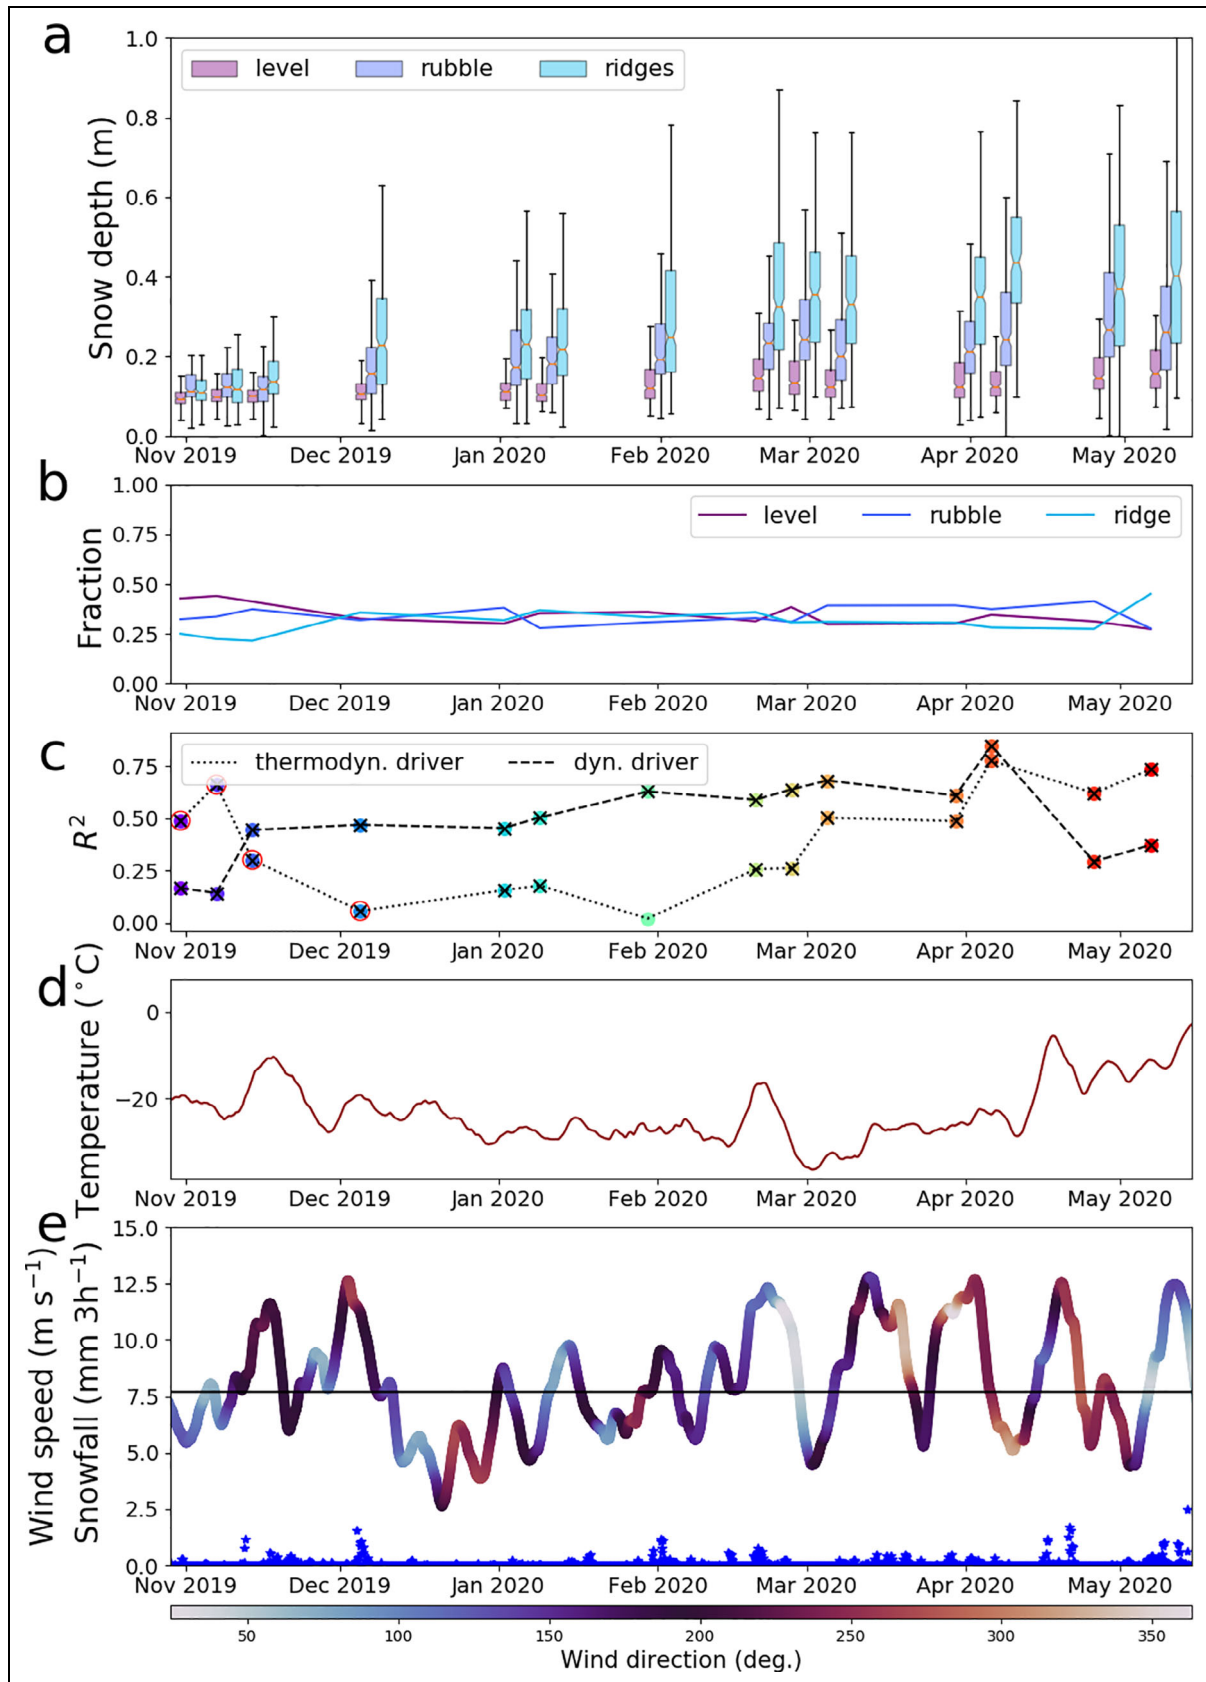 a
1.0
level rubble ridges
0.8
0.6
0.4
0.2
0.0
Snow depth (m)
Nov 2019 Dec 2019 Jan 2020 Feb 2020 Mar 2020 Apr 2020 May 2020
b
1.00
level rubble ridge
0.75
0.50
0.25
0.00
Fraction
Nov 2019 Dec 2019 Jan 2020 Feb 2020 Mar 2020 Apr 2020 May 2020
c
thermodyn. driver dyn. driver
0.75
0.50
0.25
0.00
R²
Nov 2019 Dec 2019 Jan 2020 Feb 2020 Mar 2020 Apr 2020 May 2020
d
0
−20
Temperature (°C)
Nov 2019 Dec 2019 Jan 2020 Feb 2020 Mar 2020 Apr 2020 May 2020
e
15.0
12.5
10.0
7.5
5.0
2.5
0.0
Wind speed (m s⁻¹)
Snowfall (mm 3h⁻¹)
Nov 2019 Dec 2019 Jan 2020 Feb 2020 Mar 2020 Apr 2020 May 2020
50 100 150 200 250 300 350
Wind direction (deg.)